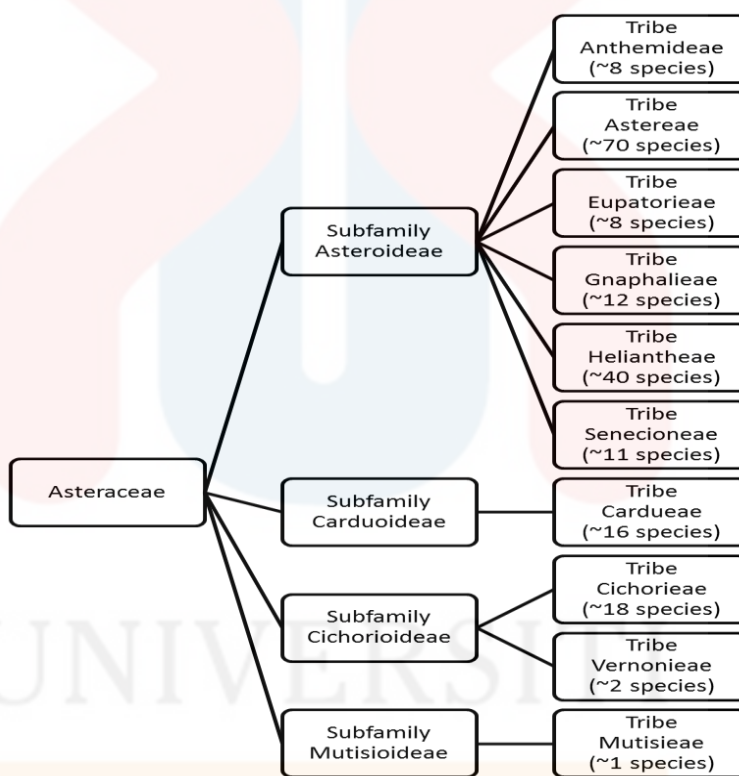 Tribe
Anthemideae
(~8 species)
Tribe
Astereae
(~70 species)
Tribe
Eupatorieae
(~8 species)
Subfamily
Asteroideae
Tribe
Gnaphalieae
(~12 species)
Tribe
Heliantheae
(~40 species)
Tribe
Senecioneae
(~11 species)
Asteraceae
Subfamily
Carduoideae
Tribe
Cardueae
(~16 species)
Subfamily
Cichorioideae
Tribe
Cichorieae
(~18 species)
Tribe
Vernonieae
(~2 species)
Subfamily
Mutisioideae
Tribe
Mutisieae
(~1 species)
UNIVERSITI